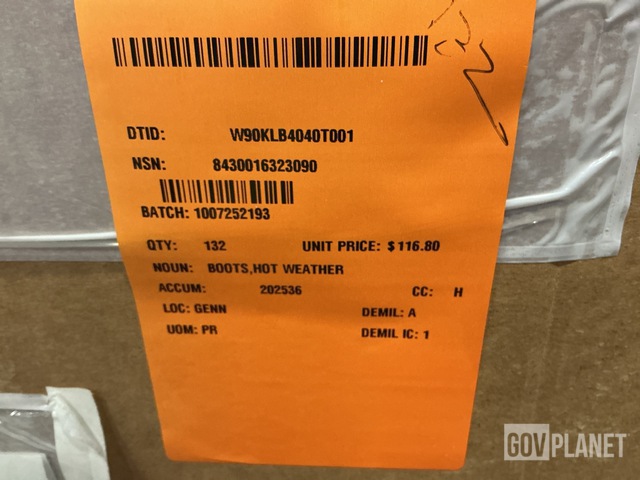 DTID: W90KLB4040T001
NSN: 8430016323090
BATCH: 1007252193
QTY: 132 UNIT PRICE: $116.80
NOUN: BOOTS,HOT WEATHER
ACCUM: 202536 CC: H
LOC: GENN DEMIL: A
UOM: PR DEMIL IC: 1
GOVPLANET